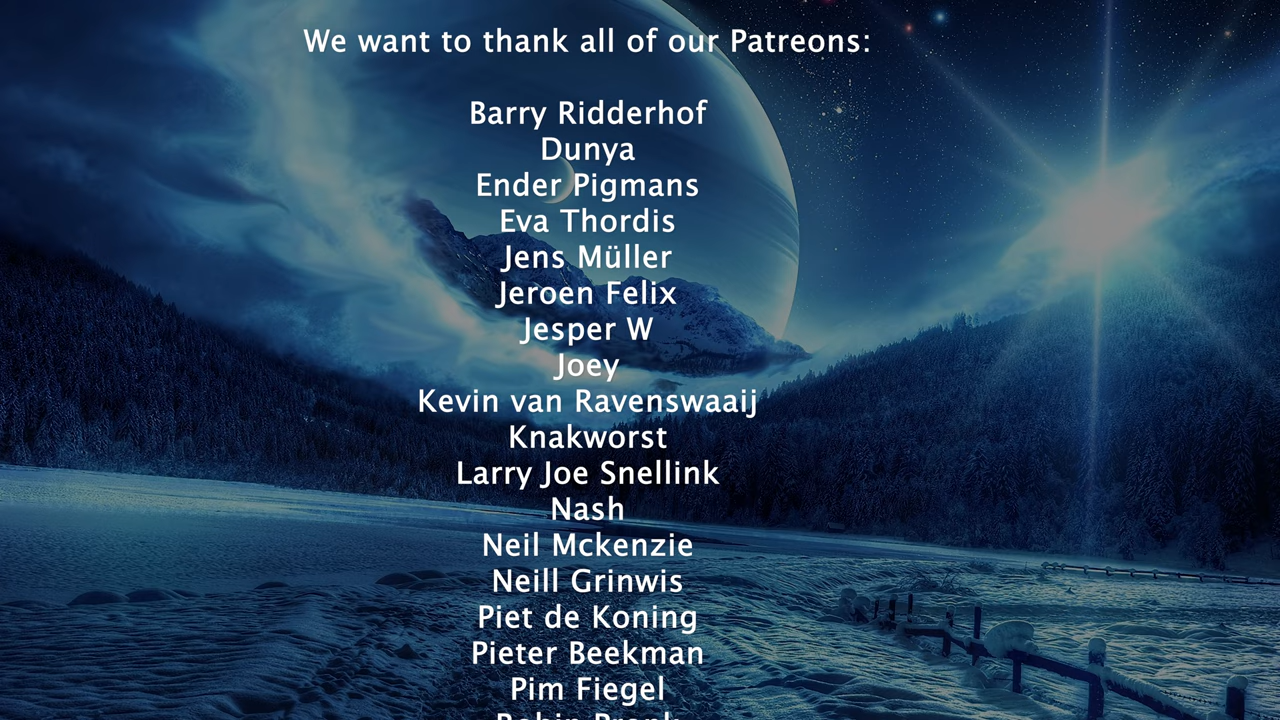 We want to thank all of our Patreons:
Barry Ridderhof
Dunya
Ender Pigmans
Eva Thordis
Jens Müller
Jeroen Felix
Jesper W
Joey
Kevin van Ravenswaaij
Knakworst
Larry Joe Snellink
Nash
Neil Mckenzie
Neill Grinwis
Piet de Koning
Pieter Beekman
Pim Fiegel
Robin